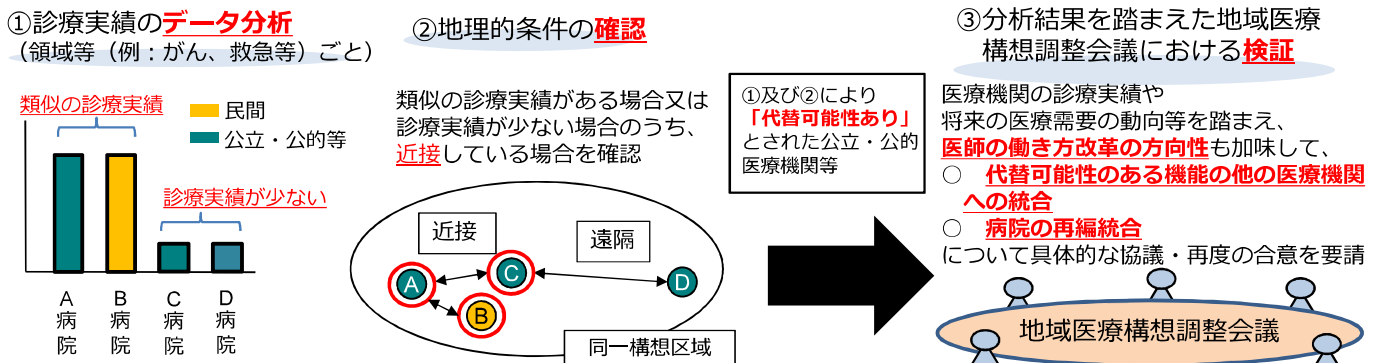 ①診療実績のデータ分析
（領域等（例：がん、救急等）ごと）
類似の診療実績
民間
公立・公的等
診療実績が少ない
A病院
B病院
C病院
D病院
②地理的条件の確認
類似の診療実績がある場合又は
診療実績が少ない場合のうち、
近接している場合を確認
近接
遠隔
A
C
D
B
同一構想区域
①及び②により
「代替可能性あり」
とされた公立・公的
医療機関等
③分析結果を踏まえた地域医療
構想調整会議における検証
医療機関の診療実績や
将来の医療需要の動向等を踏まえ、
医師の働き方改革の方向性も加味して、
○　代替可能性のある機能の他の医療機関
への統合
○　病院の再編統合
について具体的な協議・再度の合意を要請
地域医療構想調整会議